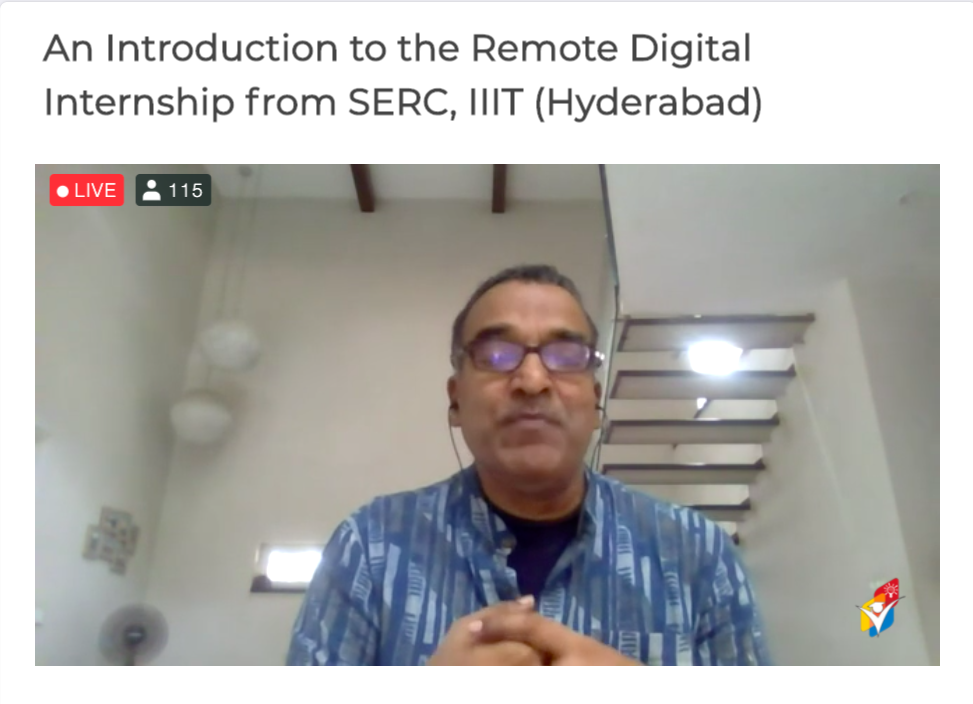 An Introduction to the Remote Digital
Internship from SERC, IIIT (Hyderabad)
LIVE 115